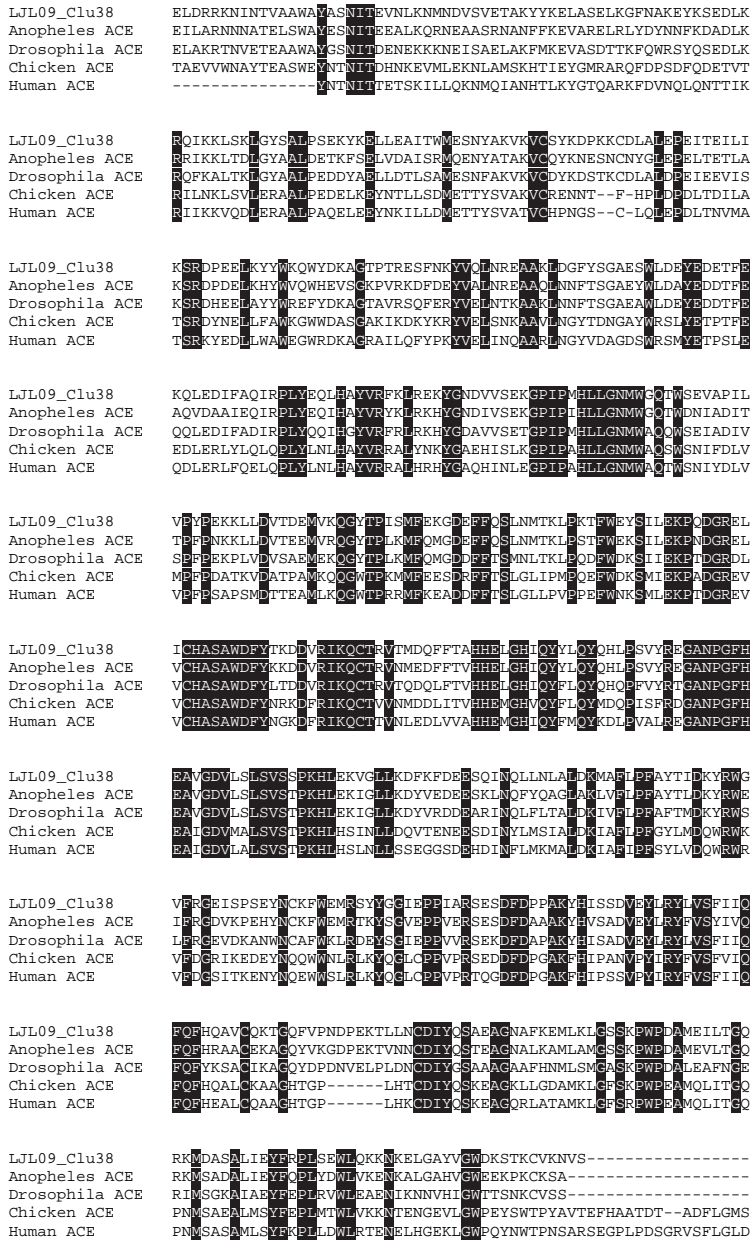 LJL09_Clu38 ELDRRKNINTVAAWAYASNITEVNLKNMNDVSVETAKYYKELASELKGFNAKEYKSEDLK
Anopheles ACE EILARNNNATELSWAYESNITEEALKQRNEAASRNANFFKEVARELRLYDYNNFKDADLK
Drosophila ACE ELAKRTNVETEAAWAYGSNITDENEKKKNEISAELAKFMKEVASDTTKFQWRSYQSEDLK
Chicken ACE TAEVVWNAYTEASWEYNTNITDHNKEVMLEKNLAMSKHTIEYGMRARQFDPSDFQDETVT
Human ACE ---------------YNTNITTETSKILLQKNMQIANHTLKYGTQARKFDVNQLQNTTIK
LJL09_Clu38 RQIKKLSKLGYSALPSEKYKELLEAITWMESNYAKVKVCSYKDPKKCDLALEPEITEILI
Anopheles ACE RRIKKLTDLGYAALDETKFSELVDAISRMQENYATAKVCQYKNESNCNYGLEPELTETLA
Drosophila ACE RQFKALTKLGYAALPEDDYAELLDTLSAMESNFAKVKVCDYKDSTKCDLALDPEIEEVIS
Chicken ACE RILNKLSVLERAALPEDELKEYNTLLSDMETTYSVAKVCRENNT--F-HPLDPDLTDILA
Human ACE RIIKKVQDLERAALPAQELEEYNKILLDMETTYSVATVCHPNGS--C-LQLEPDLTNVMA
LJL09_Clu38 KSRDPEELKYYWKQWYDKAGTPTRESFNKYVQLNREAAKLDGFYSGAESWLDEYEDETFE
Anopheles ACE KSRDPDELKHYWVQWHEVSGKPVRKDFDEYVALNREAAQLNNFTSGAEYWLDAYEDDTFE
Drosophila ACE KSRDHEELAYYWREFYDKAGTAVRSQFERYVELNTKAAKLNNFTSGAEAWLDEYEDDTFE
Chicken ACE TSRDYNELLFAWKGWWDASGAKIKDKYKRYVELSNKAAVLNGYTDNGAYWRSLYETPTFE
Human ACE TSRKYEDLLWAWEGWRDKAGRAILQFYPKYVELINQAARLNGYVDAGDSWRSMYETPSLE
LJL09_Clu38 KQLEDIFAQIRPLYEQLHAYVRFKLREKYGNDVVSEKGPIPMHLLGNMWGQTWSEVAPIL
Anopheles ACE AQVDAAIEQIRPLYEQIHAYVRYKLRKHYGNDIVSEKGPIPIHLLGNMWGQTWDNIADIT
Drosophila ACE QQLEDIFADIRPLYQQIHGYVRFRLRKHYGDAVVSETGPIPMHLLGNMWAQQWSEIADIV
Chicken ACE EDLERLYLQLQPLYLNLHAYVRRALYNKYGAEHISLKGPIPAHLLGNMWAQSWSNIFDLV
Human ACE QDLERLFQELQPLYLNLHAYVRRALHRHYGAQHINLEGPIPAHLLGNMWAQTWSNIYDLV
LJL09_Clu38 VPYPEKKLLDVTDEMVKQGYTPISMFEKGDEFFQSLNMTKLPKTFWEYSILEKPQDGREL
Anopheles ACE TPFPNKKLLDVTEEMVRQGYTPLKMFQMGDEFFQSLNMTKLPSTFWEKSILEKPNDGREL
Drosophila ACE SPFPEKPLVDVSAEMEKQGYTPLKMFQMGDDFFTSMNLTKLPQDFWDKSIIEKPTDGRDL
Chicken ACE MPFPDATKVDATPAMKQQGWTPKMMFEESDRFFTSLGLIPMPQEFWDKSMIEKPADGREV
Human ACE VPFPSAPSMDTTEAMLKQGWTPRRMFKEADDFFTSLGLLPVPPEFWNKSMLEKPTDGREV
LJL09_Clu38 ICHASAWDFYTKDDVRIKQCTRVTMDQFFTAHHELGHIQYYLQYQHLPSVYREGANPGFH
Anopheles ACE VCHASAWDFYKKDDVRIKQCTRVNMEDFFTVHHELGHIQYYLQYQHLPSVYREGANPGFH
Drosophila ACE VCHASAWDFYLTDDVRIKQCTRVTQDQLFTVHHELGHIQYFLQYQHQPFVYRTGANPGFH
Chicken ACE VCHASAWDFYNRKDFRIKQCTVVNMDDLITVHHEMGHVQYFLQYMDQPISFRDGANPGFH
Human ACE VCHASAWDFYNGKDFRIKQCTTVNLEDLVVAHHEMGHIQYFMQYKDLPVALREGANPGFH
LJL09_Clu38 EAVGDVLSLSVSSPKHLEKVGLLKDFKFDEESQINQLLNLALDKMAFLPFAYTIDKYRWG
Anopheles ACE EAVGDVLSLSVSTPKHLEKIGLLKDYVEDEESKLNQFYQAGLAKLVFLPFAYTLDKYRWE
Drosophila ACE EAVGDVLSLSVSTPKHLEKIGLLKDYVRDDEARINQLFLTALDKIVFLPFAFTMDKYRWS
Chicken ACE EAIGDVMALSVSTPKHLHSINLLDQVTENEESDINYLMSIALDKIAFLPFGYLMDQWRWK
Human ACE EAIGDVLALSVSTPKHLHSLNLLSSEGGSDEHDINFLMKMALDKIAFIPFSYLVDQWRWR
LJL09_Clu38 VFRGEISPSEYNCKFWEMRSYYGGIEPPIARSESDFDPPAKYHISSDVEYLRYLVSFIIQ
Anopheles ACE IFRGDVKPEHYNCKFWEMRTKYSGVEPPVERSESDFDAAAKYHVSADVEYLRYFVSYIVQ
Drosophila ACE LFRGEVDKANWNCAFWKLRDEYSGIEPPVVRSEKDFDAPAKYHISADVEYLRYLVSFIIQ
Chicken ACE VFDGRIKEDEYNQQWWNLRLKYQGLCPPVPRSEDDFDPGAKFHIPANVPYIRYFVSFVIQ
Human ACE VFDGSITKENYNQEWWSLRLKYQGLCPPVPRTQGDFDPGAKFHIPSSVPYIRYFVSFIIQ
LJL09_Clu38 FQFHQAVCQKTGQFVPNDPEKTLLNCDIYQSAEAGNAFKEMLKLGSSKPWPDAMEILTGQ
Anopheles ACE FQFHRAACEKAGQYVKGDPEKTVNNCDIYQSTEAGNALKAMLAMGSSKPWPDAMEVLTGQ
Drosophila ACE FQFYKSACIKAGQYDPDNVELPLDNCDIYGSAAAGAAFHNMLSMGASKPWPDALEAFNGE
Chicken ACE FQFHQALCKAAGHTGP------LHTCDIYQSKEAGKLLGDAMKLGFSKPWPEAMQLITGQ
Human ACE FQFHEALCQAAGHTGP------LHKCDIYQSKEAGQRLATAMKLGFSRPWPEAMQLITGQ
LJL09_Clu38 RKMDASALIEYFRPLSEWLQKKNKELGAYVGWDKSTKCVKNVS-----------------
Anopheles ACE RKMSADALIEYFQPLYDWLVKENKALGAHVGWEEKPKCKSA-------------------
Drosophila ACE RIMSGKAIAEYFEPLRVWLEAENIKNNVHIGWTTSNKCVSS-------------------
Chicken ACE PNMSAEALMSYFEPLMTWLVKKNTENGEVLGWPEYSWTPYAVTEFHAATDT--ADFLGMS
Human ACE PNMSASAMLSYFKPLLDWLRTENELHGEKLGWPQYNWTPNSARSEGPLPDSGRVSFLGLD